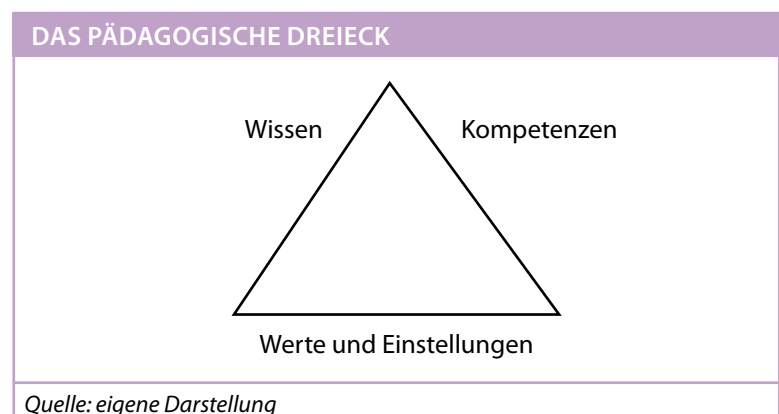 DAS PÄDAGOGISCHE DREIECK
Wissen
Kompetenzen
Werte und Einstellungen
Quelle: eigene Darstellung